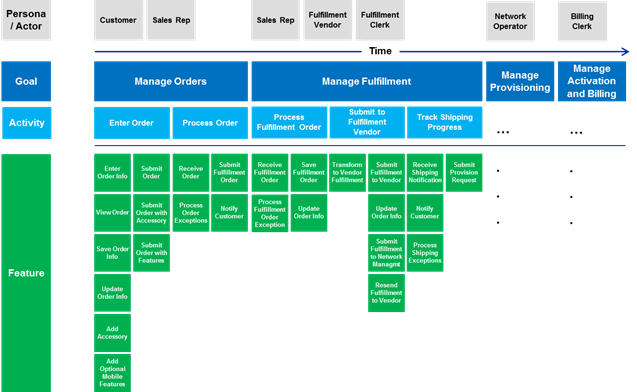 Persona
/ Actor
Customer
Sales Rep
Sales Rep
Fulfillment
Vendor
Fulfillment
Clerk
Network
Operator
Billing
Clerk
Time
Goal
Manage Orders
Manage Fulfillment
Manage
Provisioning
Manage
Activation
and Billing
Activity
Enter Order
Process Order
Process
Fulfillment Order
Submit to
Fulfillment
Vendor
Track Shipping
Progress
...
...
Feature
Enter
Order Info
Submit
Order
Receive
Order
Submit
Fulfillment
Order
Receive
Fulfillment
Order
Save
Fulfillment
Order
Transform
to Vendor
Fulfillment
Submit
Fulfillment
to Vendor
Receive
Shipping
Notification
Submit
Provision
Request
View Order
Submit
Order with
Accessory
Process
Order
Exceptions
Notify
Customer
Process
Fulfillment
Order
Exception
Update
Order Info
Update
Order Info
Notify
Customer
Save Order
Info
Submit
Order with
Features
Submit
Fulfillment
to Network
Managmt
Process
Shipping
Exceptions
Update
Order Info
Resend
Fulfillment
to Vendor
Add
Accessory
Add
Optional
Mobile
Features